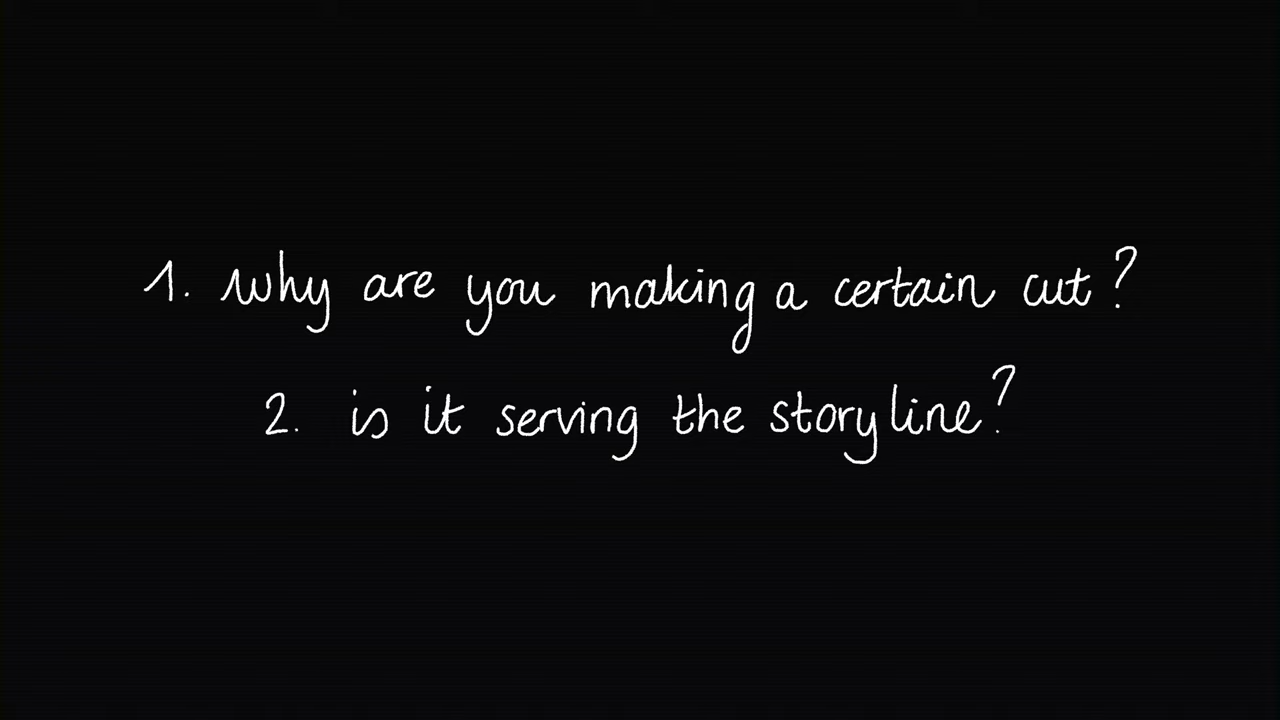 1. why are you making a certain cut?
2. is it serving the storyline?